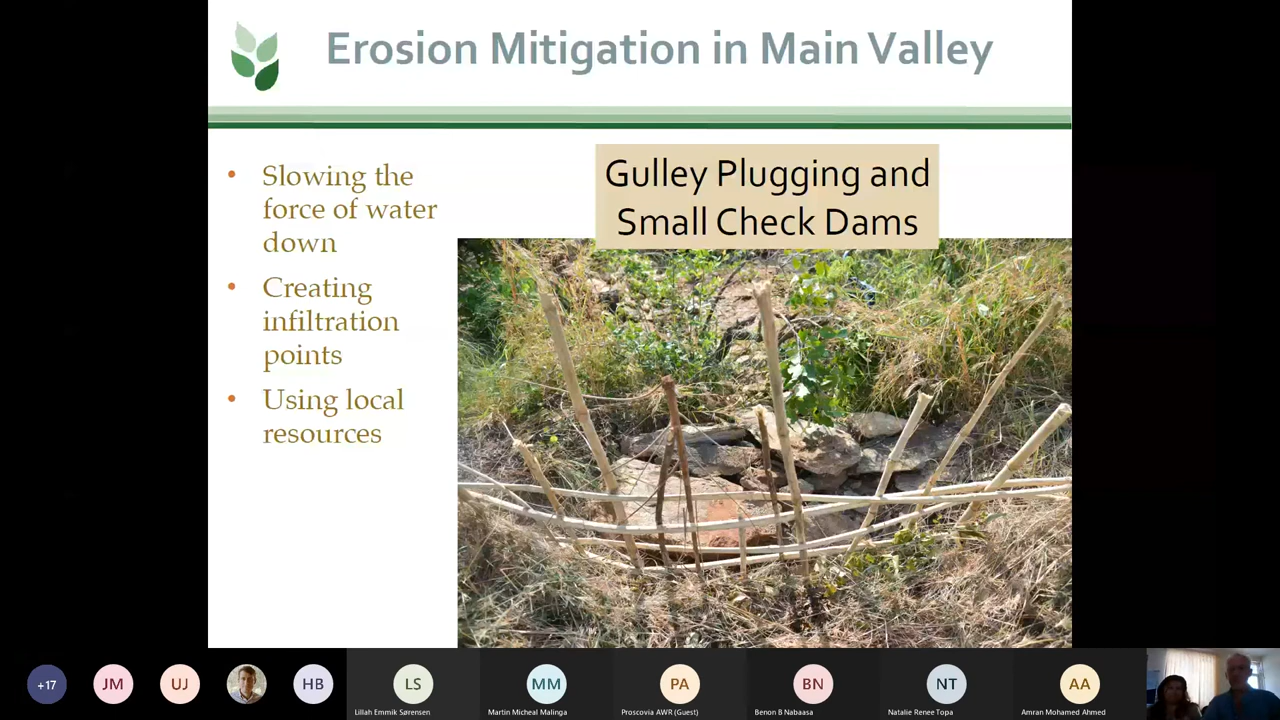 Erosion Mitigation in Main Valley
• Slowing the
force of water
down
• Creating
infiltration
points
• Using local
resources
Gulley Plugging and
Small Check Dams
+17
JM
UJ
HB
LS
Lillah Emmik Sørensen
MM
Martin Micheal Malinga
PA
Proscovia AWR (Guest)
BN
Benon B Nabaasa
NT
Natalie Renee Topa
AA
Amran Mohamed Ahmed